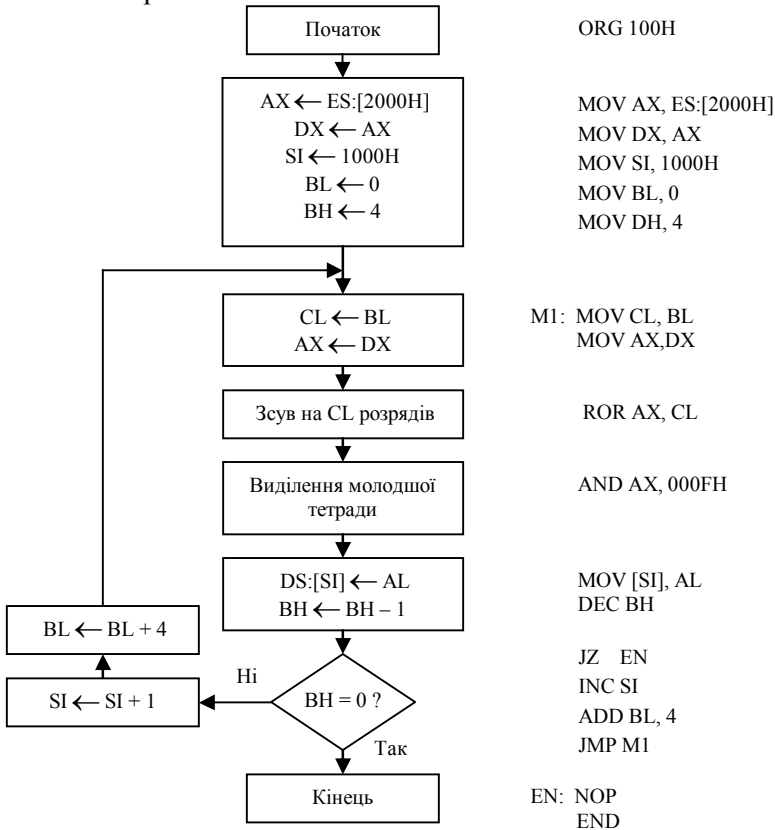 Початок
ORG 100H
AX ← ES:[2000H]
DX ← AX
SI ← 1000H
BL ← 0
BH ← 4
MOV AX, ES:[2000H]
MOV DX, AX
MOV SI, 1000H
MOV BL, 0
MOV DH, 4
CL ← BL
AX ← DX
M1: MOV CL, BL
MOV AX,DX
Зсув на CL розрядів
ROR AX, CL
Виділення молодшої
тетради
AND AX, 000FH
DS:[SI] ← AL
BH ← BH – 1
MOV [SI], AL
DEC BH
BL ← BL + 4
SI ← SI + 1
Ні
BH = 0 ?
Так
JZ EN
INC SI
ADD BL, 4
JMP M1
Кінець
EN: NOP
END